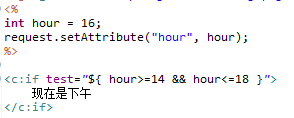 <%
int hour = 16;
request.setAttribute("hour", hour);
%>
<c:if test="${ hour>=14 && hour<=18 }">
现在是下午
</c:if>